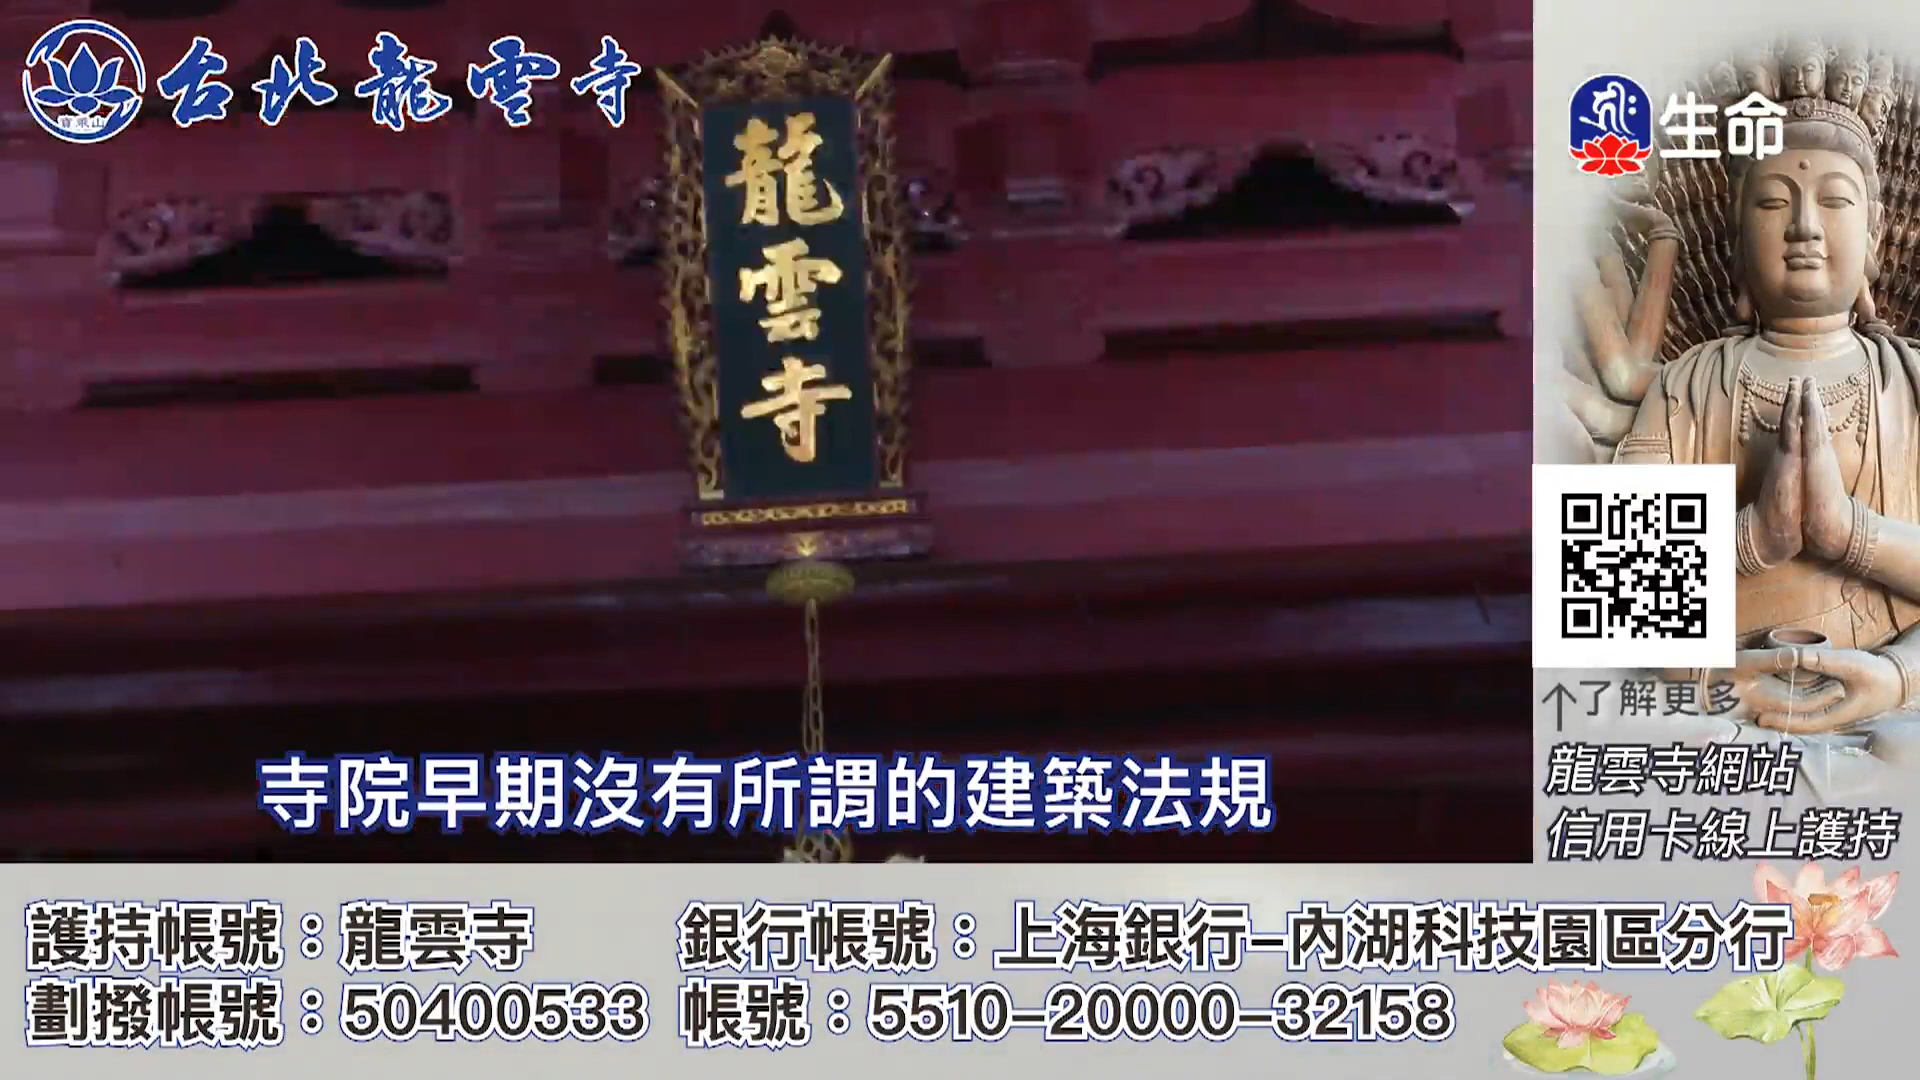 台北龍雲寺
寶乘山
龍雲寺
生命
↑了解更多
龍雲寺網站
信用卡線上護持
寺院早期沒有所謂的建築法規
護持帳號：龍雲寺
銀行帳號：上海銀行–內湖科技園區分行
劃撥帳號：50400533
帳號：5510–20000–32158